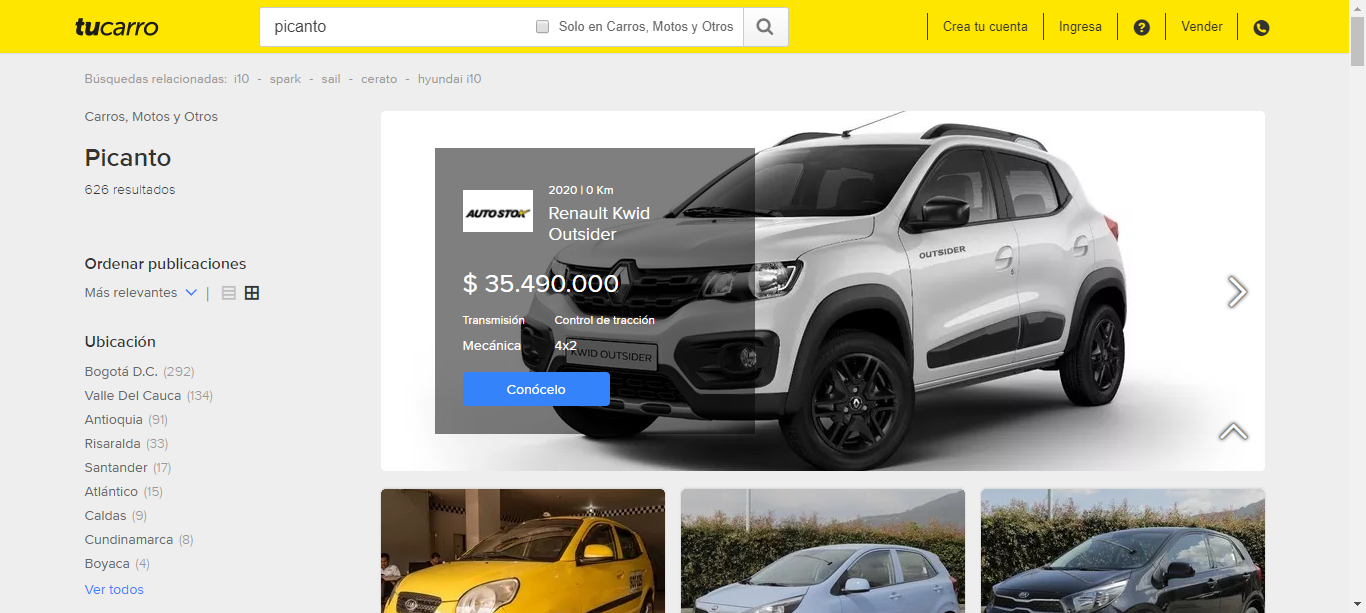 tucarro
picanto
Solo en Carros, Motos y Otros
Crea tu cuenta
Ingresa
?
Vender
Búsquedas relacionadas: i10 - spark - sail - cerato - hyundai i10
Carros, Motos y Otros
Picanto
626 resultados
Ordenar publicaciones
Más relevantes |
Ubicación
Bogotá D.C. (292)
Valle Del Cauca (134)
Antioquia (91)
Risaralda (33)
Santander (17)
Atlántico (15)
Caldas (9)
Cundinamarca (8)
Boyaca (4)
Ver todos
AUTOSTOK
2020 | 0 Km
Renault Kwid
Outsider
$ 35.490.000
Transmisión
Control de tracción
Mecánica
4x2
Conócelo
KWID OUTSIDER
OUTSIDER